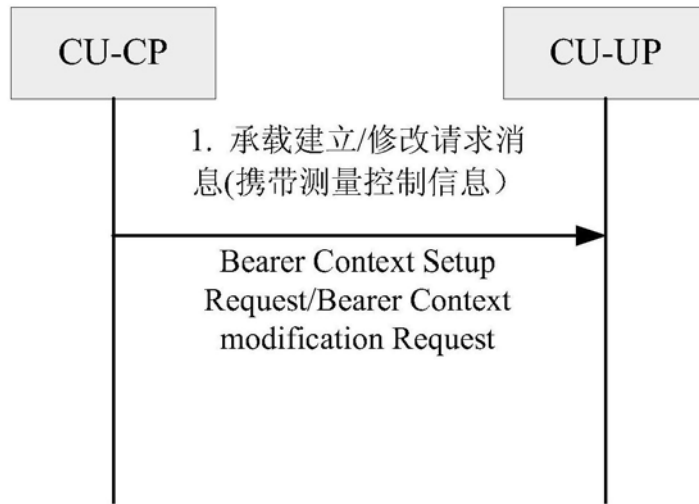 CU-CP
CU-UP
1. 承载建立/修改请求消
息(携带测量控制信息）
Bearer Context Setup
Request/Bearer Context
modification Request